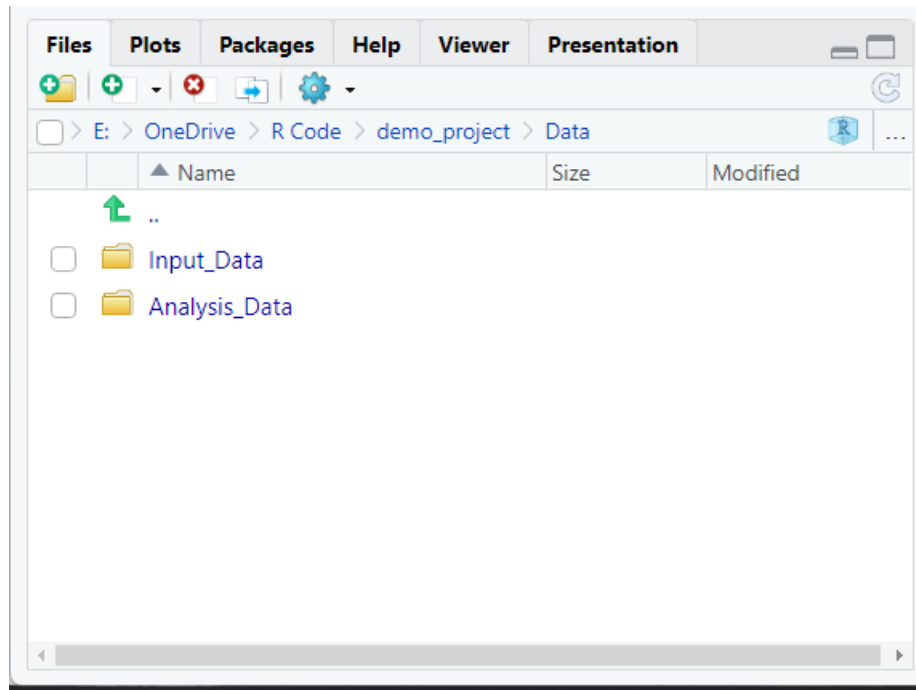 Files Plots Packages Help Viewer Presentation
E: > OneDrive > R Code > demo_project > Data R ...
Name Size Modified
..
Input_Data
Analysis_Data